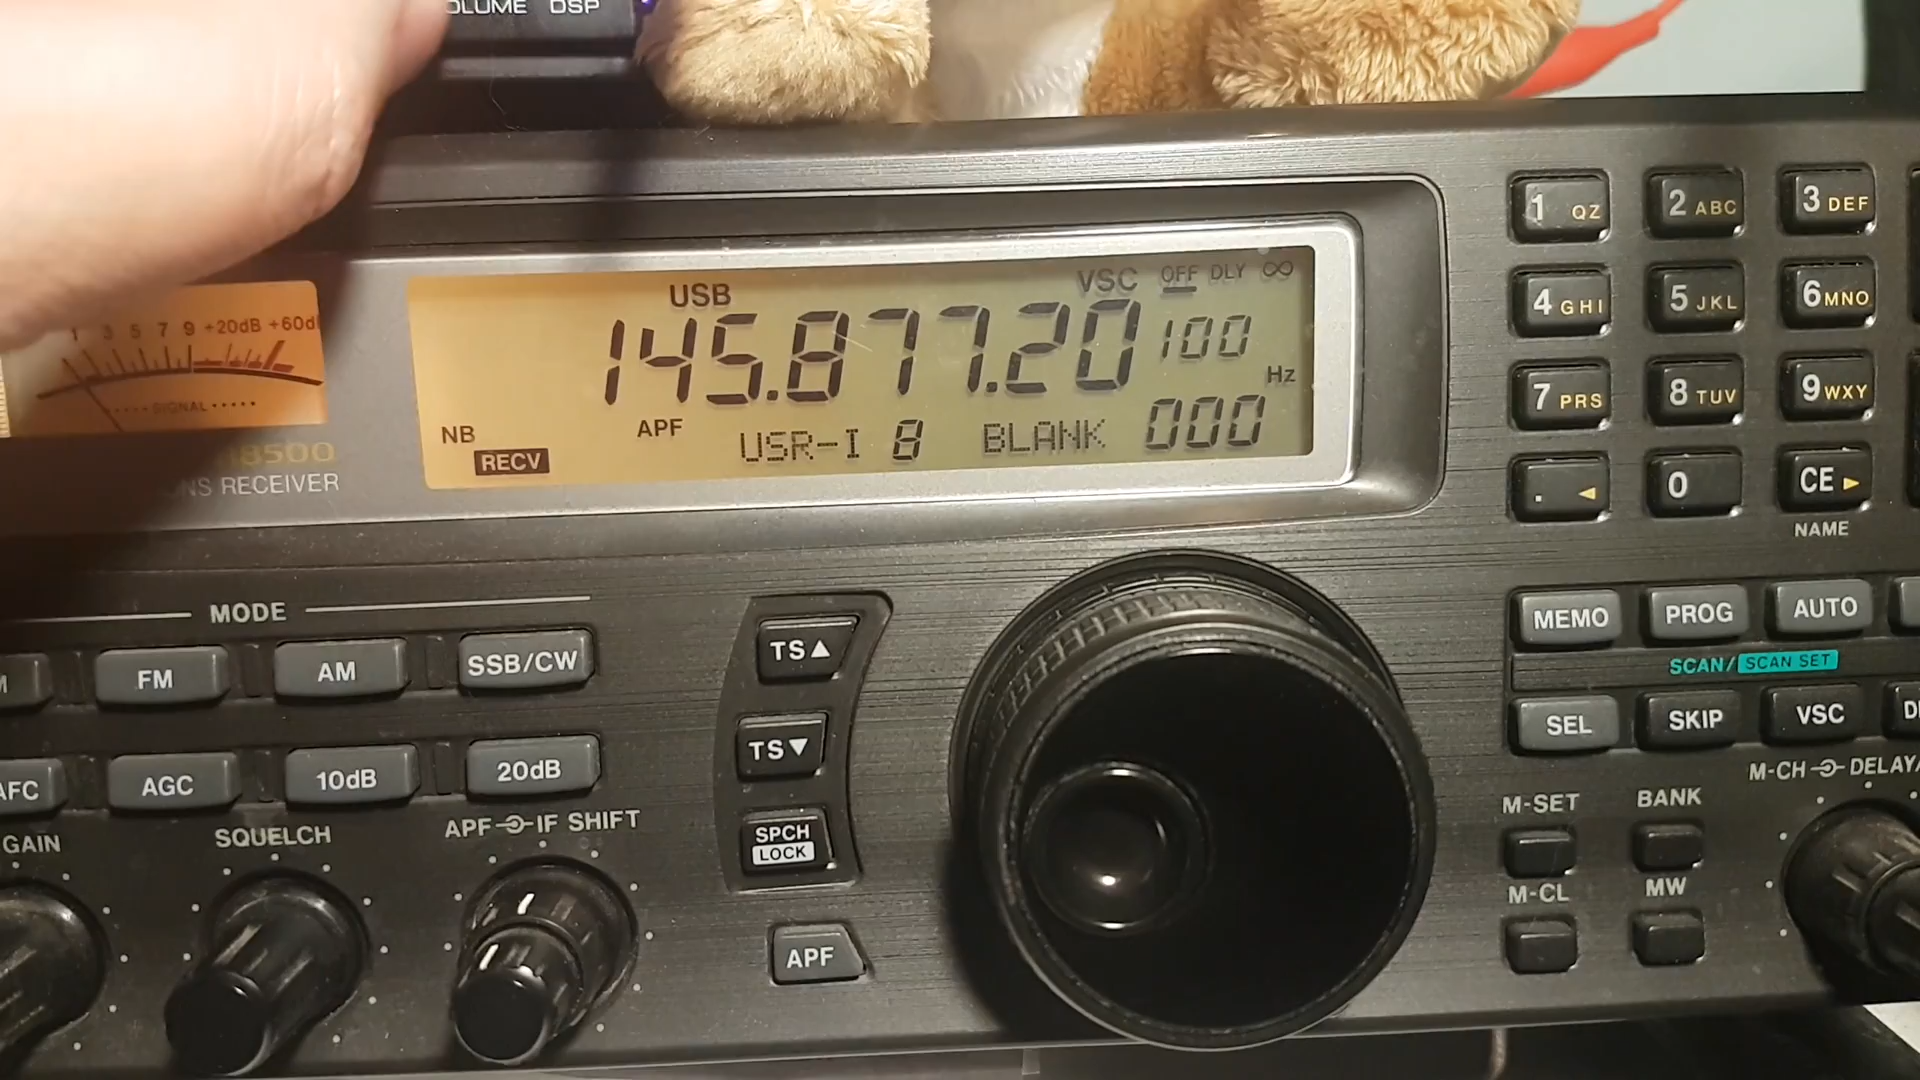 OLUME DSP
1 3 5 7 9 +20dB +60d
SIGNAL
8500
ONS RECEIVER
USB VSC OFF DLY ∞
145.877.20 100
Hz
NB APF
RECV USR-I 8 BLANK 000
1 QZ 2 ABC 3 DEF
4 GHI 5 JKL 6 MNO
7 PRS 8 TUV 9 WXY
. ◄ 0 CE ►
NAME
MODE
M FM AM SSB/CW
AFC AGC 10dB 20dB
GAIN SQUELCH APF IF SHIFT
TS▲
TS▼
SPCH
LOCK
APF
MEMO PROG AUTO
SCAN/ SCAN SET
SEL SKIP VSC D
M-CH DELAY/
M-SET BANK
M-CL MW